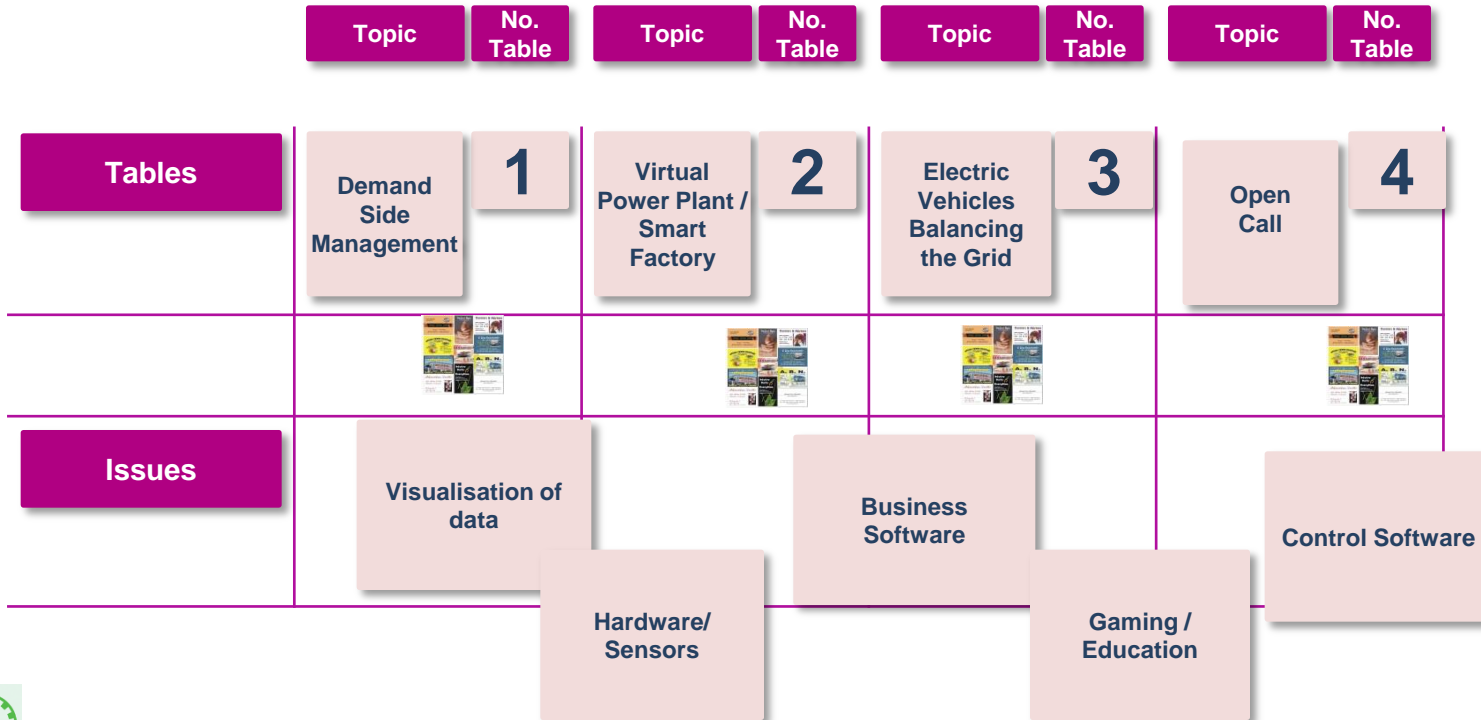 Topic
No.
Table
Topic
No.
Table
Topic
No.
Table
Topic
No.
Table
Tables
Demand
Side
Management
1
Virtual
Power Plant /
Smart
Factory
2
Electric
Vehicles
Balancing
the Grid
3
Open
Call
4
Issues
Visualisation of
data
Hardware/
Sensors
Business
Software
Gaming /
Education
Control Software